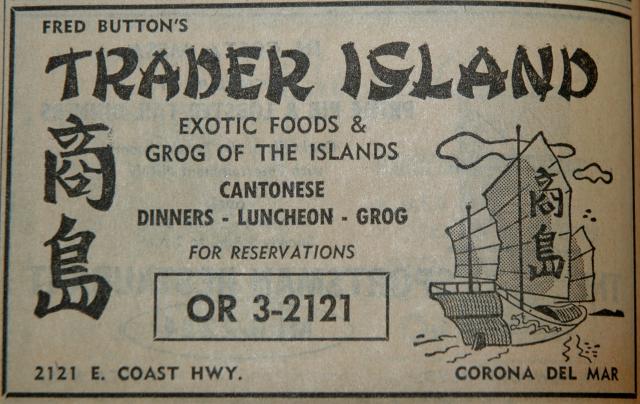 FRED BUTTON'S
TRADER ISLAND
商島
EXOTIC FOODS &
GROG OF THE ISLANDS
CANTONESE
DINNERS - LUNCHEON - GROG
FOR RESERVATIONS
OR 3-2121
商島
2121 E. COAST HWY.
CORONA DEL MAR